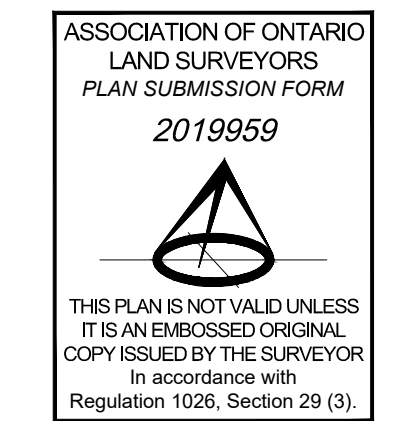 ASSOCIATION OF ONTARIO
LAND SURVEYORS
PLAN SUBMISSION FORM
2019959
THIS PLAN IS NOT VALID UNLESS
IT IS AN EMBOSSED ORIGINAL
COPY ISSUED BY THE SURVEYOR
In accordance with
Regulation 1026, Section 29 (3).